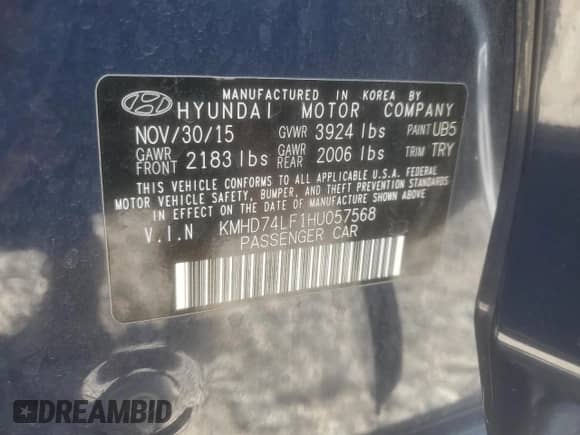 MANUFACTURED IN KOREA BY
HYUNDAI MOTOR COMPANY
NOV/30/15 GVWR 3924 lbs PAINT UB5
GAWR FRONT 2183 lbs GAWR REAR 2006 lbs TRIM TRY
THIS VEHICLE CONFORMS TO ALL APPLICABLE U.S.A. FEDERAL
MOTOR VEHICLE SAFETY, BUMPER, AND THEFT PREVENTION STANDARDS
IN EFFECT ON THE DATE OF MANUFACTURE SHOWN ABOVE
V.I.N KMHD74LF1HU057568
PASSENGER CAR
DREAMBID